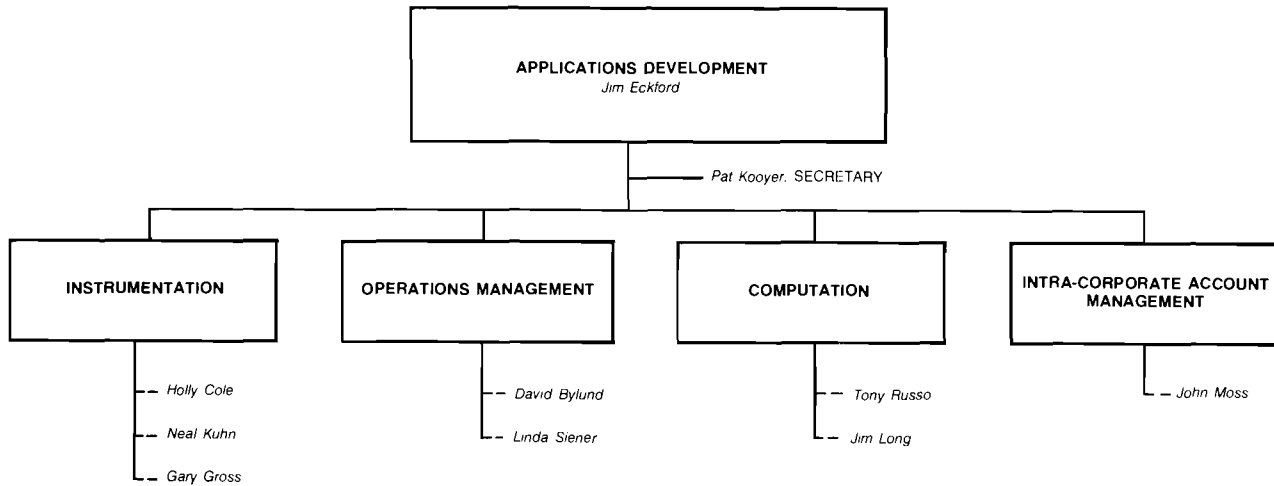 APPLICATIONS DEVELOPMENT
Jim Eckford
Pat Kooyer. SECRETARY
INSTRUMENTATION
Holly Cole
Neal Kuhn
Gary Gross
OPERATIONS MANAGEMENT
David Bylund
Linda Siener
COMPUTATION
Tony Russo
Jim Long
INTRA-CORPORATE ACCOUNT
MANAGEMENT
John Moss